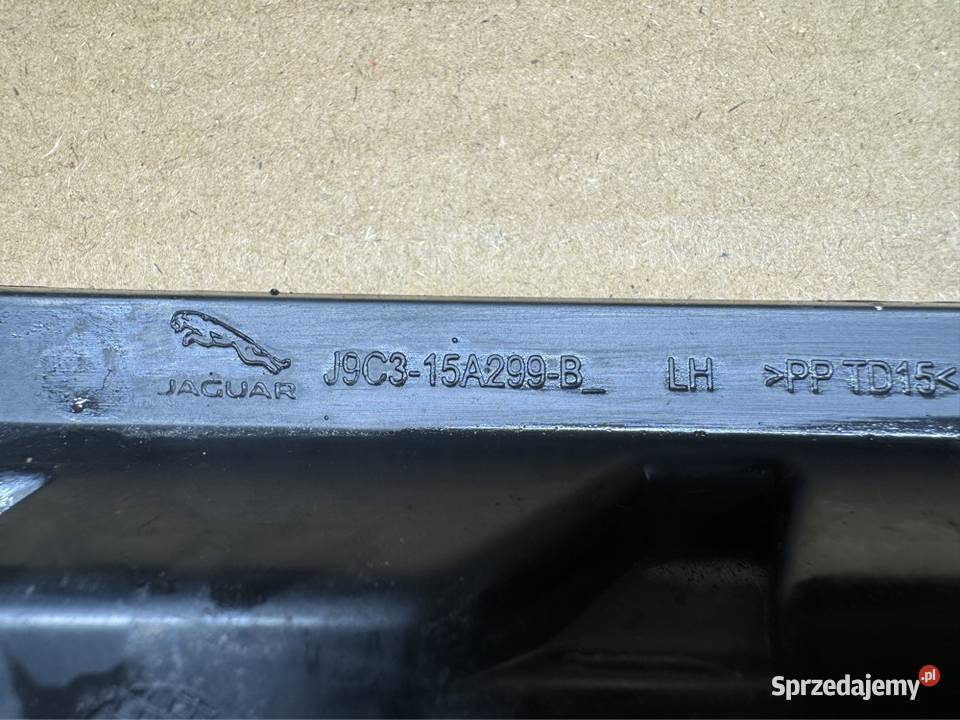 JAGUAR J9C3-15A299-B_ LH >PP TD15<
Sprzedajemy.pl